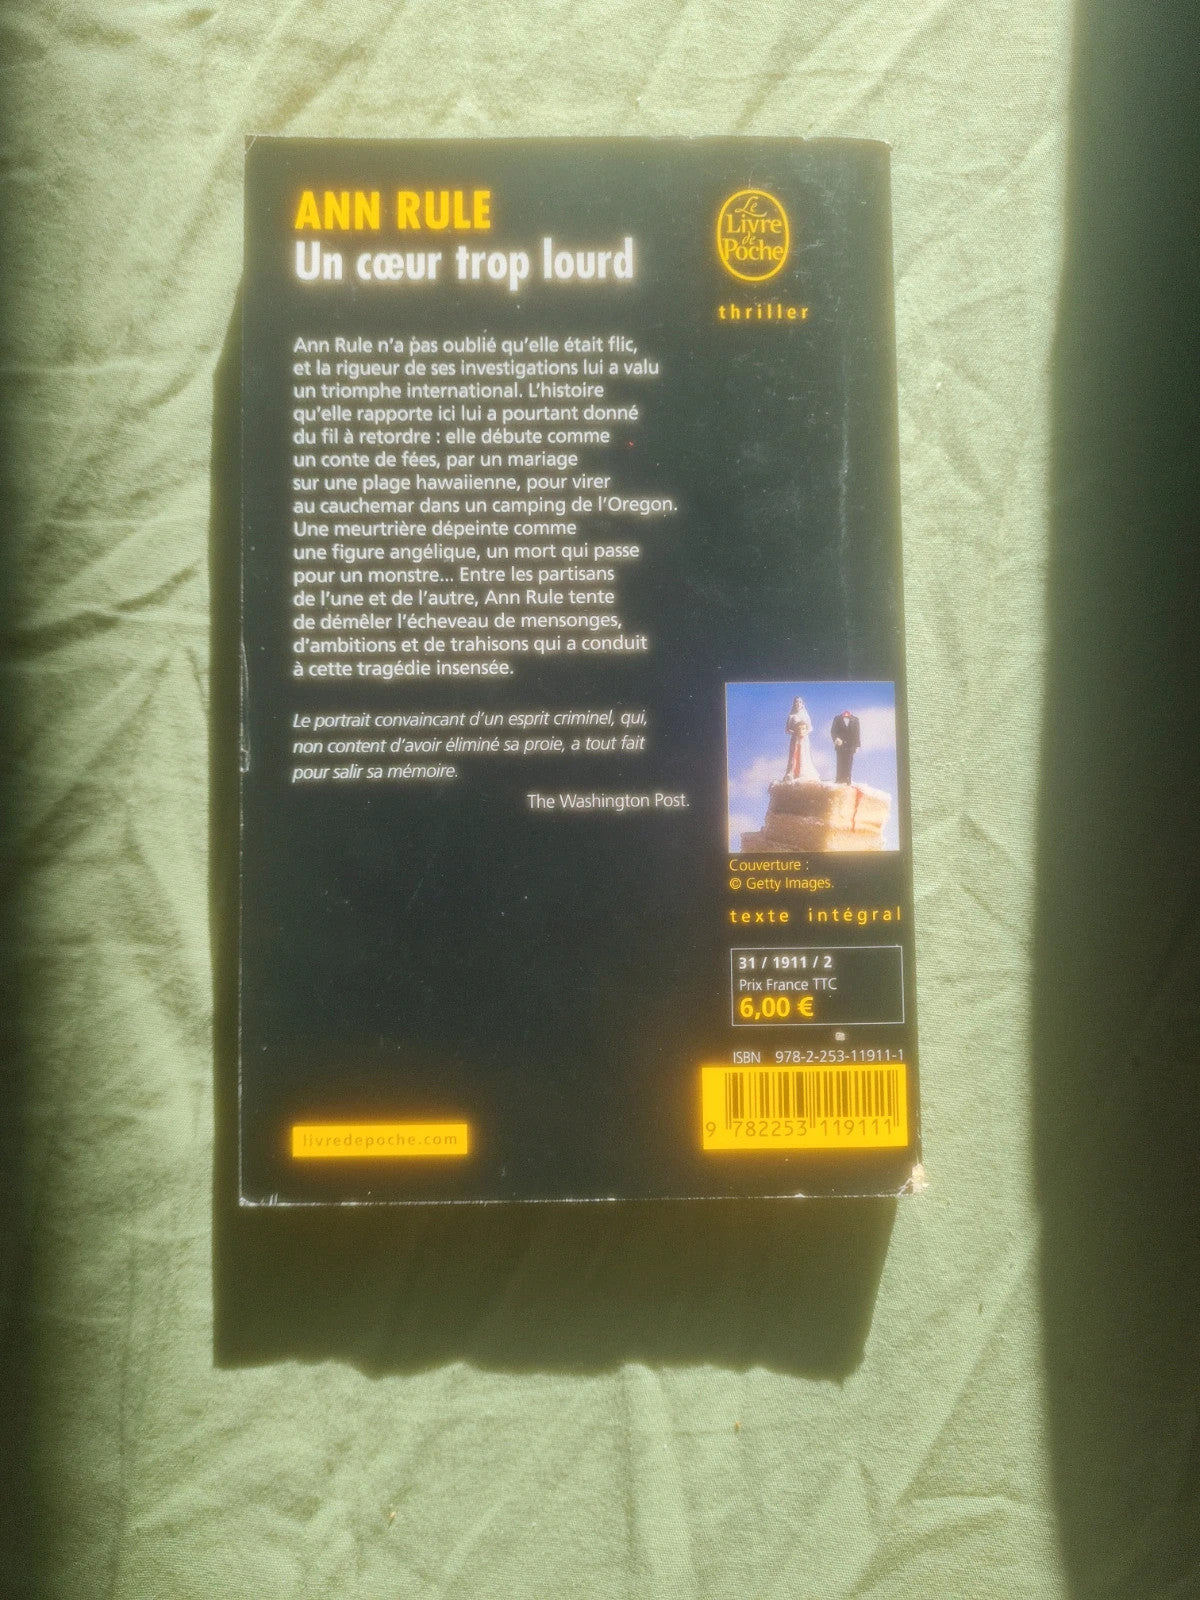 ANN RULE
Un cœur trop lourd
Le
Livre
de
Poche
thriller
Ann Rule n'a pas oublié qu'elle était flic,
et la rigueur de ses investigations lui a valu
un triomphe international. L'histoire
qu'elle rapporte ici lui a pourtant donné
du fil à retordre : elle débute comme
un conte de fées, par un mariage
sur une plage hawaiienne, pour virer
au cauchemar dans un camping de l'Oregon.
Une meurtrière dépeinte comme
une figure angélique, un mort qui passe
pour un monstre... Entre les partisans
de l'une et de l'autre, Ann Rule tente
de démêler l'écheveau de mensonges,
d'ambitions et de trahisons qui a conduit
à cette tragédie insensée.
Le portrait convaincant d'un esprit criminel, qui,
non content d'avoir éliminé sa proie, a tout fait
pour salir sa mémoire.
The Washington Post.
Couverture :
© Getty Images.
texte intégral
31 / 1911 / 2
Prix France TTC
6,00 €
ISBN 978-2-253-11911-1
9 782253 119111
livredepoche.com